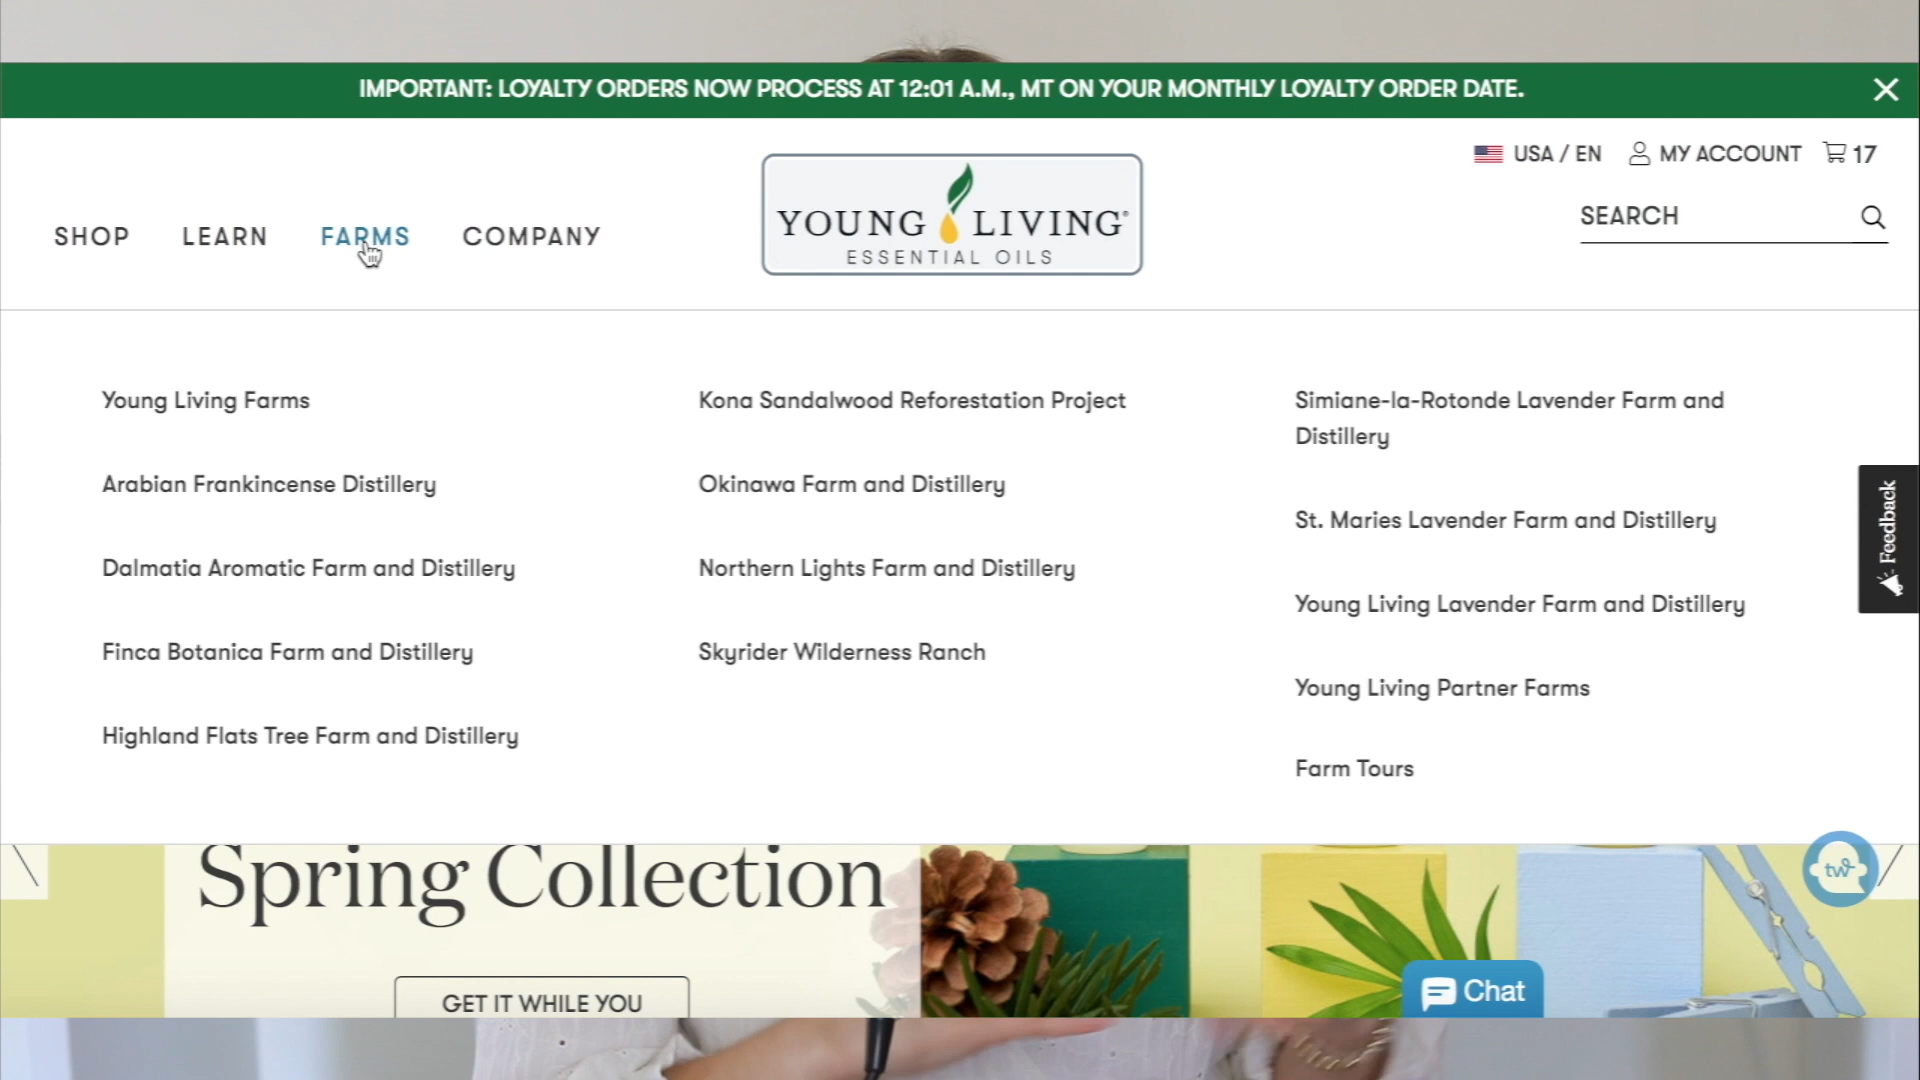 IMPORTANT: LOYALTY ORDERS NOW PROCESS AT 12:01 A.M., MT ON YOUR MONTHLY LOYALTY ORDER DATE.
USA / EN
MY ACCOUNT
17
SHOP
LEARN
FARMS
COMPANY
YOUNG LIVING®
ESSENTIAL OILS
SEARCH
Young Living Farms
Arabian Frankincense Distillery
Dalmatia Aromatic Farm and Distillery
Finca Botanica Farm and Distillery
Highland Flats Tree Farm and Distillery
Kona Sandalwood Reforestation Project
Okinawa Farm and Distillery
Northern Lights Farm and Distillery
Skyrider Wilderness Ranch
Simiane-la-Rotonde Lavender Farm and
Distillery
St. Maries Lavender Farm and Distillery
Young Living Lavender Farm and Distillery
Young Living Partner Farms
Farm Tours
Feedback
Spring Collection
GET IT WHILE YOU
tw
Chat